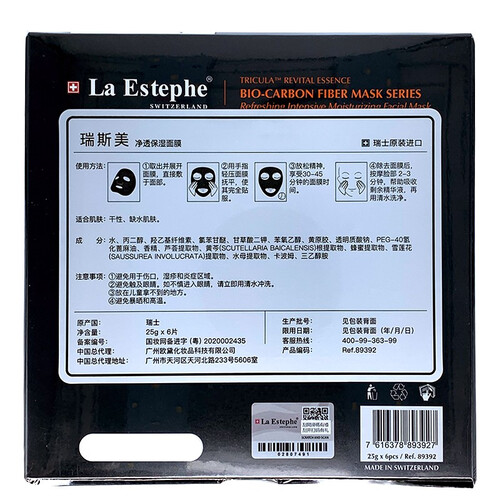 La Estephe®
SWITZERLAND
TRICULA™ REVITAL ESSENCE
BIO-CARBON FIBER MASK SERIES
Refreshing Intensive Moisturizing Facial Mask
瑞斯美 净透保湿面膜
瑞士原装进口
使用方法：
①取出并展开面膜，直接敷于面部。
②用手指轻压面膜抚平，使其完全贴服。
③放松精神，享受30-45分钟的面膜时间。
④除去面膜后，按摩脸部 2–3分钟，帮助吸收剩余精华液，再用清水洗净。
适合肌肤：干性、缺水肌肤。
成 分：水、丙二醇、羟乙基纤维素、氯苯甘醚、甘草酸二钾、苯氧乙醇、黄原胶、透明质酸钠、PEG-40氢
化蓖麻油、香精、芦荟提取物、黄芩(SCUTELLARIA BAICALENSIS)根提取物、蜂蜜提取物、雪莲花
(SAUSSUREA INVOLUCRATA)提取物、水母提取物、卡波姆、三乙醇胺
注意事项：①避免用于伤口，湿疹和炎症区域。
②避免触及眼睛。如不慎进入眼睛，请立即用清水冲洗。
③放在儿童拿不到的地方。
④避免暴晒和高温。
原产国： 瑞士
净含量： 25g x 6片
备案编号： 国妆网备进字 (粤) 2020002435
中国总代理： 广州欧黛化妆品科技有限公司
中国总代理地址： 广州市天河区天河北路233号5606室
生产批号： 见包装背面
限用日期： 见包装背面（年/月/日）
客服热线： 400-99-363-99
产品编码： Ref.89392
La Estephe
SCRATCH AND SCAN
02807491
7 616378 893927
25g x 6pcs / Ref. 89392
MADE IN SWITZERLAND